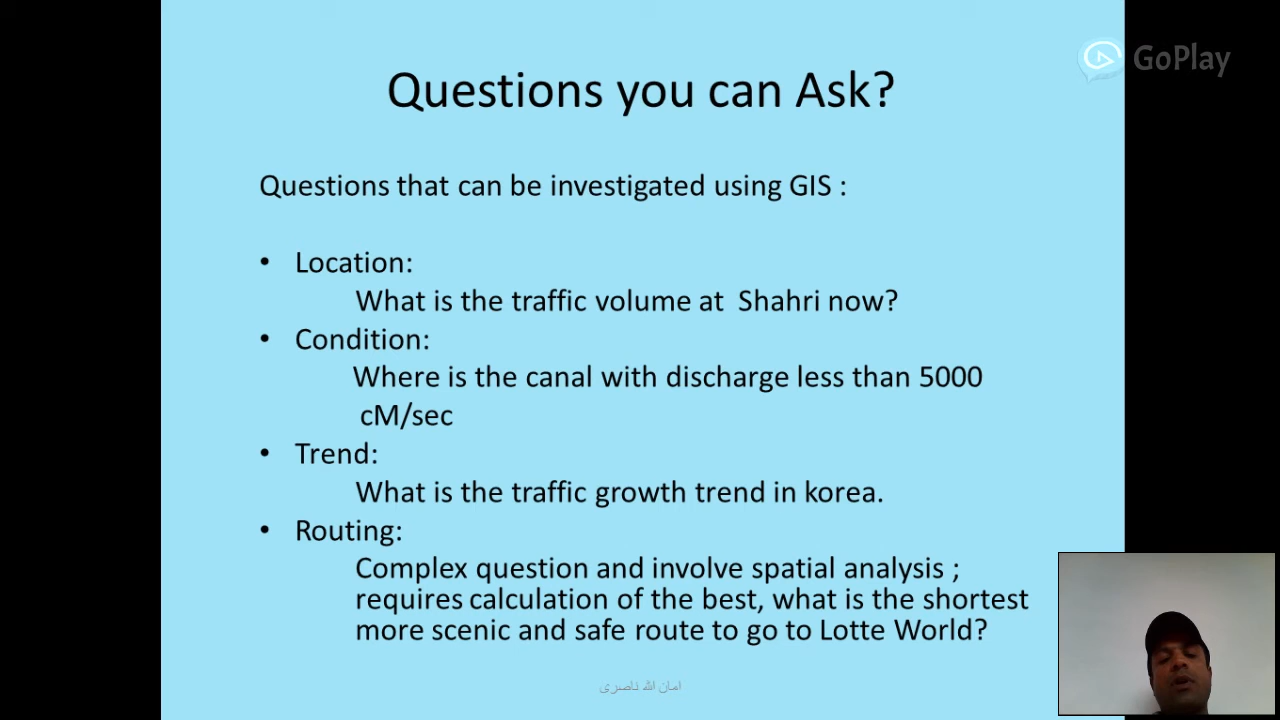 GoPlay
Questions you can Ask?
Questions that can be investigated using GIS :
• Location:
What is the traffic volume at Shahri now?
• Condition:
Where is the canal with discharge less than 5000
cM/sec
• Trend:
What is the traffic growth trend in korea.
• Routing:
Complex question and involve spatial analysis ;
requires calculation of the best, what is the shortest
more scenic and safe route to go to Lotte World?
امان الله ناصری